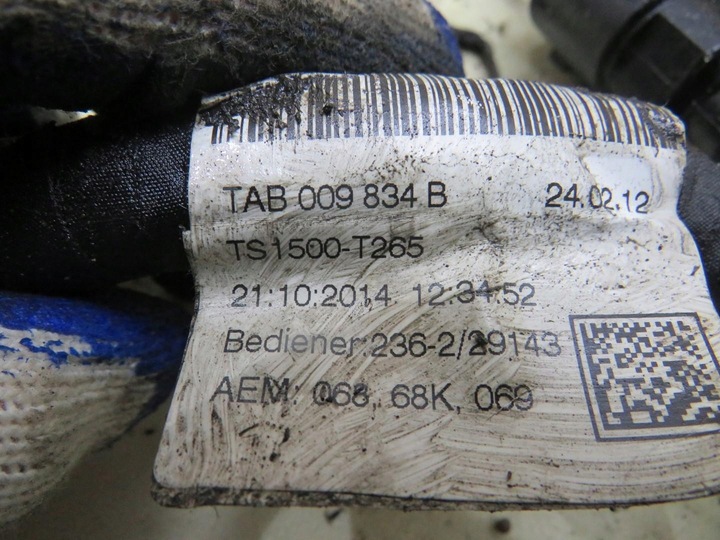 TAB 009 834 B 24.02.12
TS1500-T265
21:10:2014 12:34:52
Bediener: 236-2/29143
AEM: 068, 68K, 069